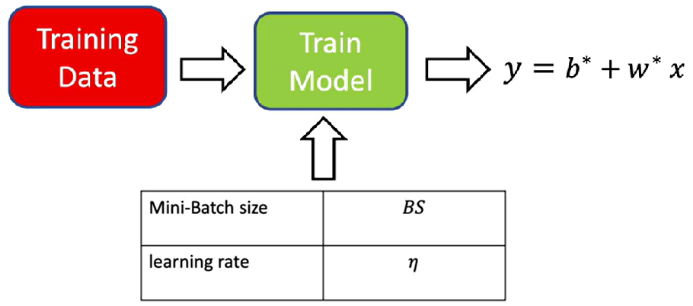 Training
Data
Train
Model
y = b* + w* x
Mini-Batch size BS
learning rate η